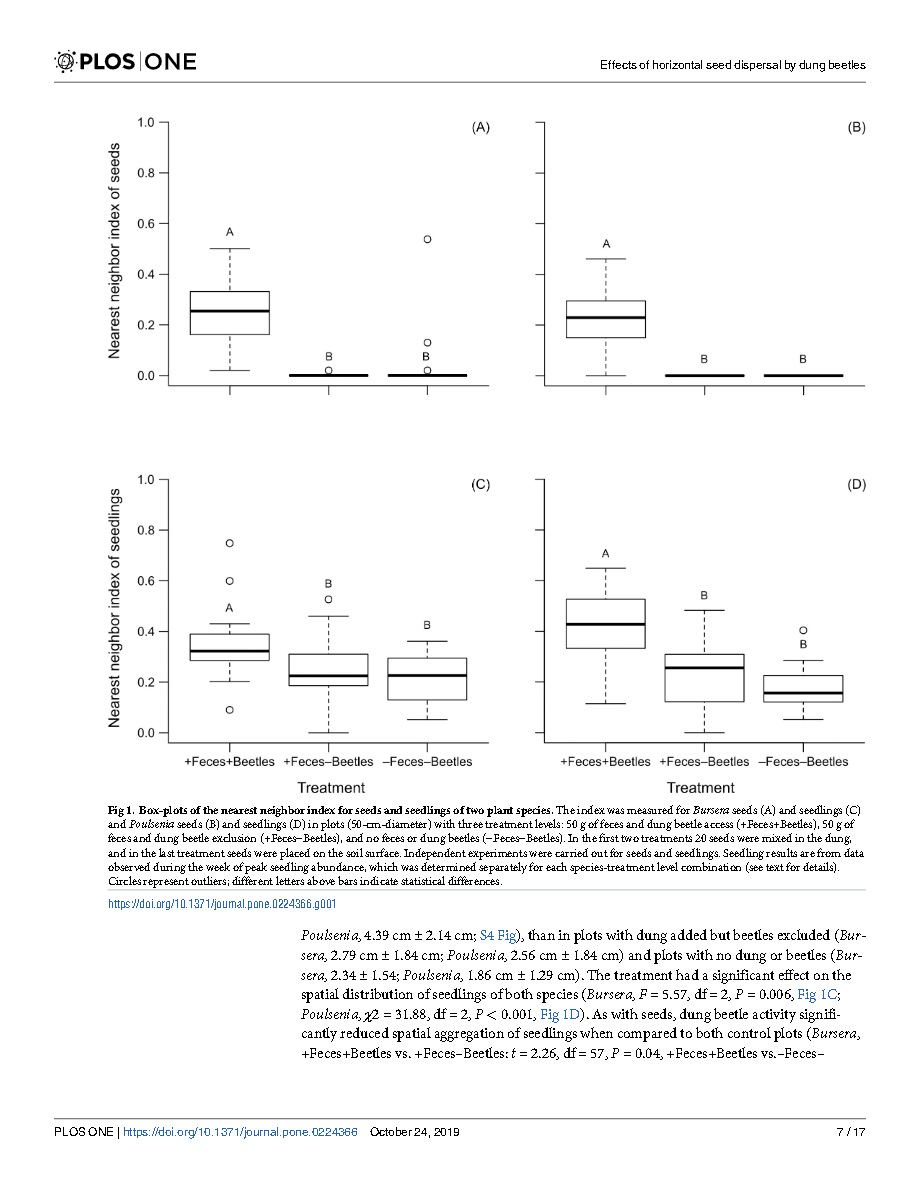 PLOS ONE
Effects of horizontal seed dispersal by dung beetles
Nearest neighbor index of seeds
1.0
0.8
0.6
0.4
0.2
0.0
(A)
A
B
B
(B)
A
B
B
Nearest neighbor index of seedlings
1.0
0.8
0.6
0.4
0.2
0.0
(C)
A
B
B
(D)
A
B
B
+Feces+Beetles +Feces–Beetles –Feces–Beetles
+Feces+Beetles +Feces–Beetles –Feces–Beetles
Treatment
Treatment
Fig 1. Box-plots of the nearest neighbor index for seeds and seedlings of two plant species. The index was measured for Bursera seeds (A) and seedlings (C)
and Poulsenia seeds (B) and seedlings (D) in plots (50-cm-diameter) with three treatment levels: 50 g of feces and dung beetle access (+Feces+Beetles), 50 g of
feces and dung beetle exclusion (+Feces–Beetles), and no feces or dung beetles (−Feces–Beetles). In the first two treatments 20 seeds were mixed in the dung,
and in the last treatment seeds were placed on the soil surface. Independent experiments were carried out for seeds and seedlings. Seedling results are from data
observed during the week of peak seedling abundance, which was determined separately for each species-treatment level combination (see text for details).
Circles represent outliers; different letters above bars indicate statistical differences.
https://doi.org/10.1371/journal.pone.0224366.g001
Poulsenia, 4.39 cm ± 2.14 cm; S4 Fig), than in plots with dung added but beetles excluded (Bur-
sera, 2.79 cm ± 1.84 cm; Poulsenia, 2.56 cm ± 1.84 cm) and plots with no dung or beetles (Bur-
sera, 2.34 ± 1.54; Poulsenia, 1.86 cm ± 1.29 cm). The treatment had a significant effect on the
spatial distribution of seedlings of both species (Bursera, F = 5.57, df = 2, P = 0.006, Fig 1C;
Poulsenia, χ2 = 31.88, df = 2, P < 0.001, Fig 1D). As with seeds, dung beetle activity signifi-
cantly reduced spatial aggregation of seedlings when compared to both control plots (Bursera,
+Feces+Beetles vs. +Feces–Beetles: t = 2.26, df = 57, P = 0.04, +Feces+Beetles vs.–Feces–
PLOS ONE | https://doi.org/10.1371/journal.pone.0224366 October 24, 2019
7 / 17